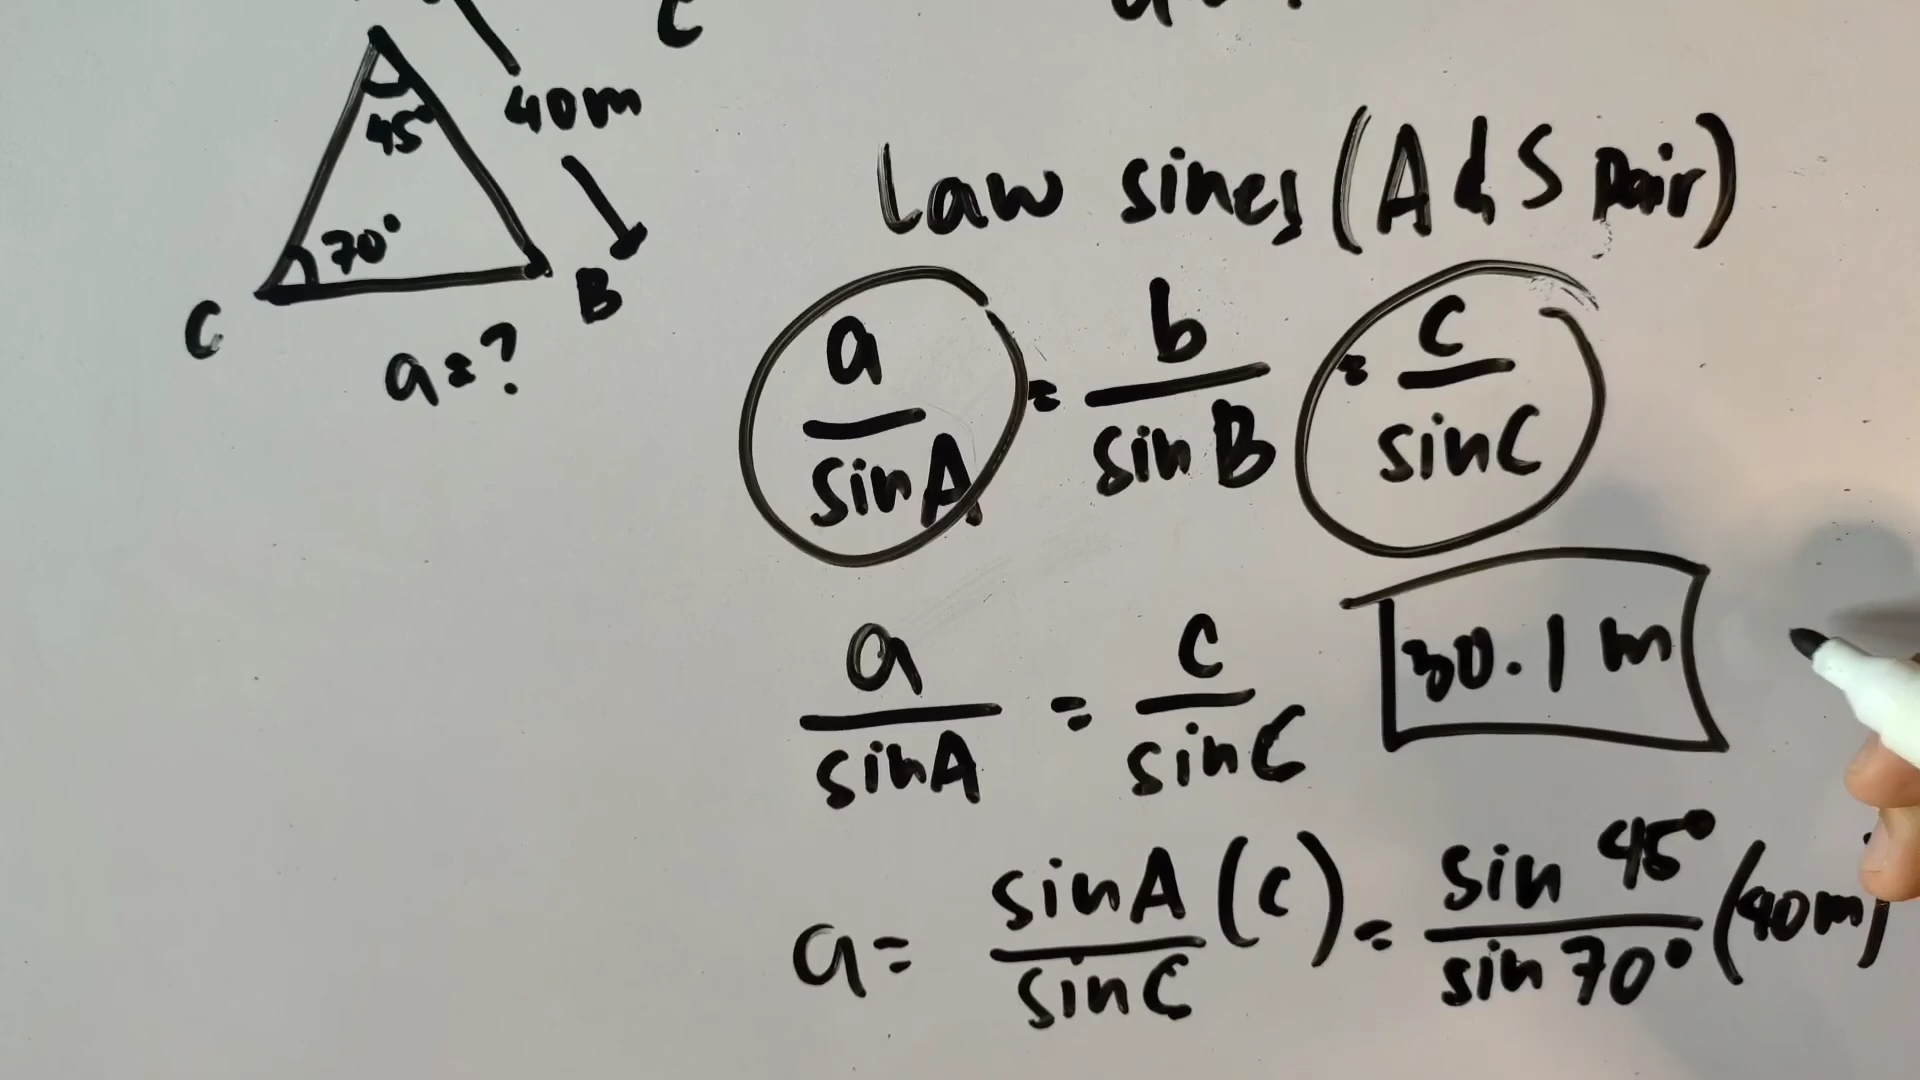 C
45°
40m
70°
C
B
a=?
Law sines (A & S pair)
a/sinA = b/sinB = c/sinC
a/sinA = c/sinC
30.1 m
a = sinA/sinC (c) = sin 45°/sin 70° (40m)